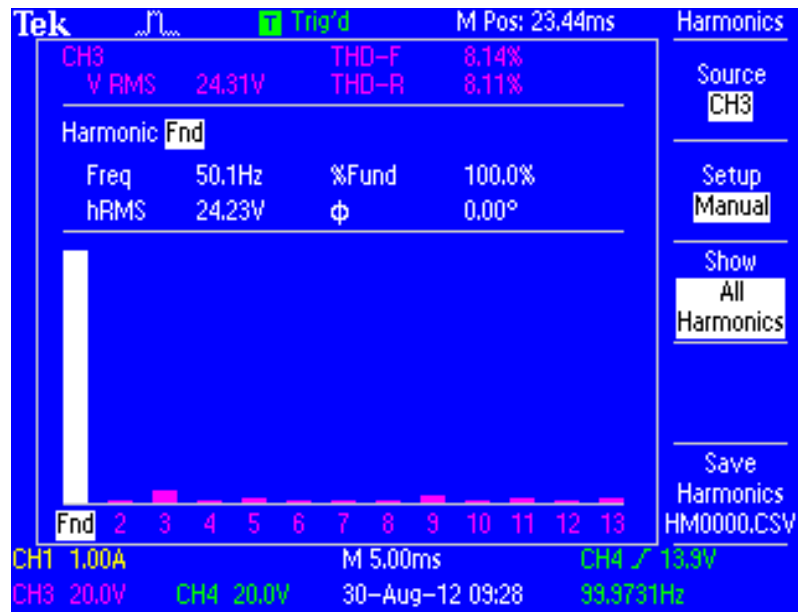 Tek T Trig'd M Pos: 23.44ms Harmonics
CH3 THD-F 8.14%
V RMS 24.31V THD-R 8.11%
Source
CH3
Harmonic Fnd
Freq 50.1Hz %Fund 100.0%
hRMS 24.23V ϕ 0.00°
Setup
Manual
Show
All
Harmonics
Save
Harmonics
HM0000.CSV
Fnd 2 3 4 5 6 7 8 9 10 11 12 13
CH1 1.00A M 5.00ms CH4 13.9V
CH3 20.0V CH4 20.0V 30-Aug-12 09:28 99.9731Hz